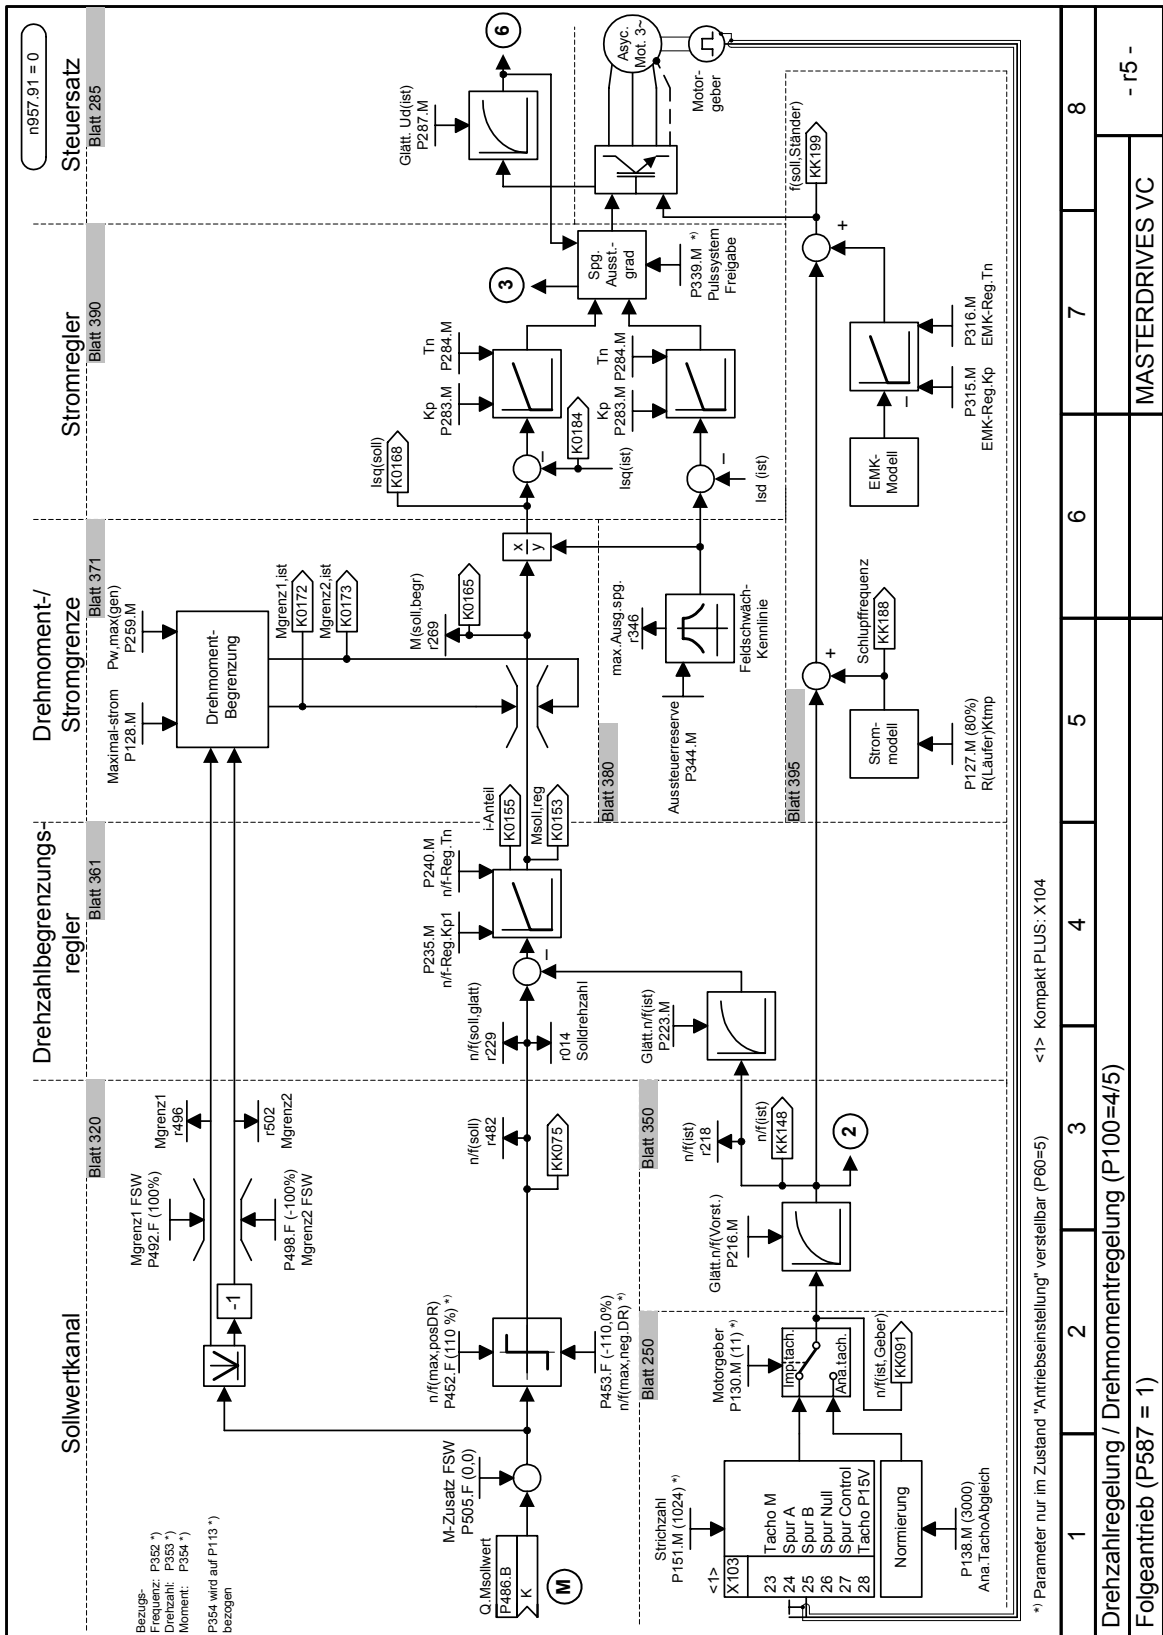 n957.91 = 0
Sollwertkanal
Drehzahlbegrenzungs-
regler
Drehmoment-/
Stromgrenze
Stromregler
Steuersatz
Blatt 320
Blatt 361
Blatt 371
Blatt 390
Blatt 285
Bezugs-
Frequenz: P352 *)
Drehzahl: P353 *)
Moment: P354 *)
P354 wird auf P113 *)
bezogen
Mgrenz1 FSW
P492.F (100%)
Mgrenz1
r496
-1
P498.F (-100%)
Mgrenz2 FSW
r502
Mgrenz2
Maximal-strom
P128.M
Pw,max(gen)
P259.M
Drehmoment-
Begrenzung
Mgrenz1,ist
K0172
Mgrenz2,ist
K0173
Q.Msollwert
P486.B
K
M
M-Zusatz FSW
P505.F (0,0)
n/f(max,posDR)
P452.F (110 %) *)
P453.F (-110,0%)
n/f(max,neg.DR) *)
n/f(soll)
r482
KK075
n/f(soll,glatt)
r229
r014
Solldrehzahl
P235.M
n/f-Reg.Kp1
P240.M
n/f-Reg.Tn
i-Anteil
K0155
Msoll,reg
K0153
M(soll,begr)
r269
K0165
x
y
Isq(soll)
K0168
K0184
Isq(ist)
Kp
P283.M
Tn
P284.M
3
Spg.
Ausst.-
grad
P339.M *)
Pulssystem
Freigabe
Glätt. Ud(ist)
P287.M
6
Asyc.
Mot. 3~
Motor-
geber
Blatt 380
Aussteuerreserve
P344.M
max.Ausg.spg.
r346
Feldschwäch-
Kennlinie
Isd (ist)
Kp
P283.M
Tn
P284.M
Blatt 250
Blatt 350
Blatt 395
Strichzahl
P151.M (1024) *)
<1>
X103
23 Tacho M
24 Spur A
25 Spur B
26 Spur Null
27 Spur Control
28 Tacho P15V
Normierung
P138.M (3000)
Ana.TachoAbgleich
Motorgeber
P130.M (11) *)
Imp.tach.
Ana.tach.
n/f(ist,Geber)
KK091
Glätt.n/f(Vorst.)
P216.M
n/f(ist)
r218
n/f(ist)
KK148
2
Glätt.n/f(ist)
P223.M
Strom-
modell
P127.M (80%)
R(Läufer)Ktmp
Schlupffrequenz
KK188
+
EMK-
Modell
P315.M
EMK-Reg.Kp
P316.M
EMK-Reg.Tn
+
+
f(soll,Ständer)
KK199
*) Parameter nur im Zustand "Antriebseinstellung" verstellbar (P60=5)
<1> Kompakt PLUS: X104
1 2 3 4 5 6 7 8
Drehzahlregelung / Drehmomentregelung (P100=4/5)
Folgeantrieb (P587 = 1)
MASTERDRIVES VC
- r5 -